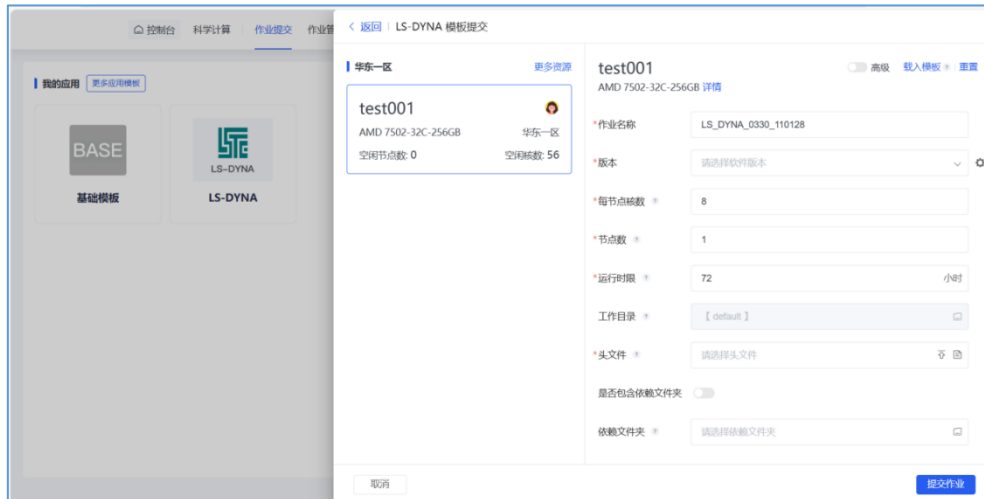 控制台 科学计算 作业提交 作业管
我的应用 更多应用模板
BASE
LS-DYNA
基础模板 LS-DYNA
返回 LS-DYNA 模板提交
华东一区 更多资源
test001
AMD 7502-32C-256GB 华东一区
空闲节点数: 0 空闲核数: 56
test001 高级 载入模板 重置
AMD 7502-32C-256GB 详情
*作业名称 LS_DYNA_0330_110128
*版本 请选择软件版本
*每节点核数 8
*节点数 1
*运行时限 72 小时
工作目录 【 default 】
*头文件 请选择头文件
是否包含依赖文件夹
依赖文件夹 请选择依赖文件夹
取消 提交作业